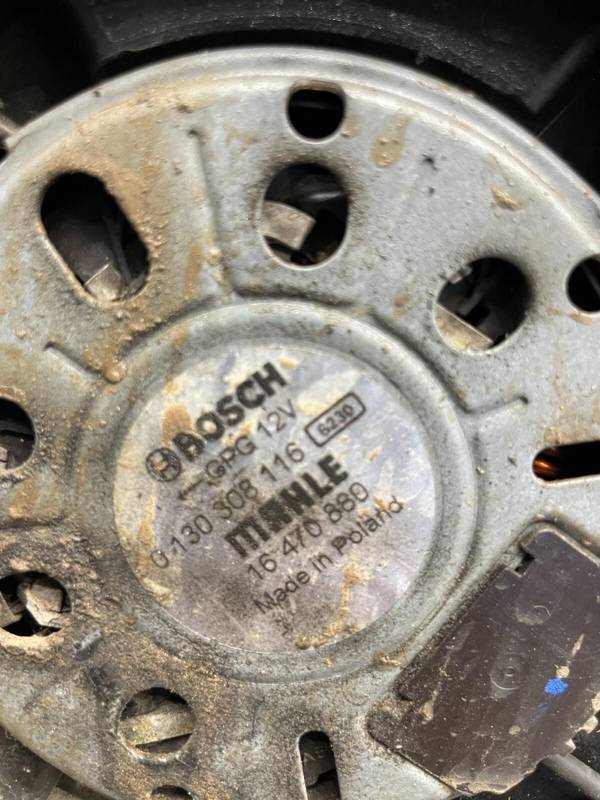 BOSCH
←GPG 12V
0 130 308 116 6230
MAHLE
16 470 880
Made in Poland